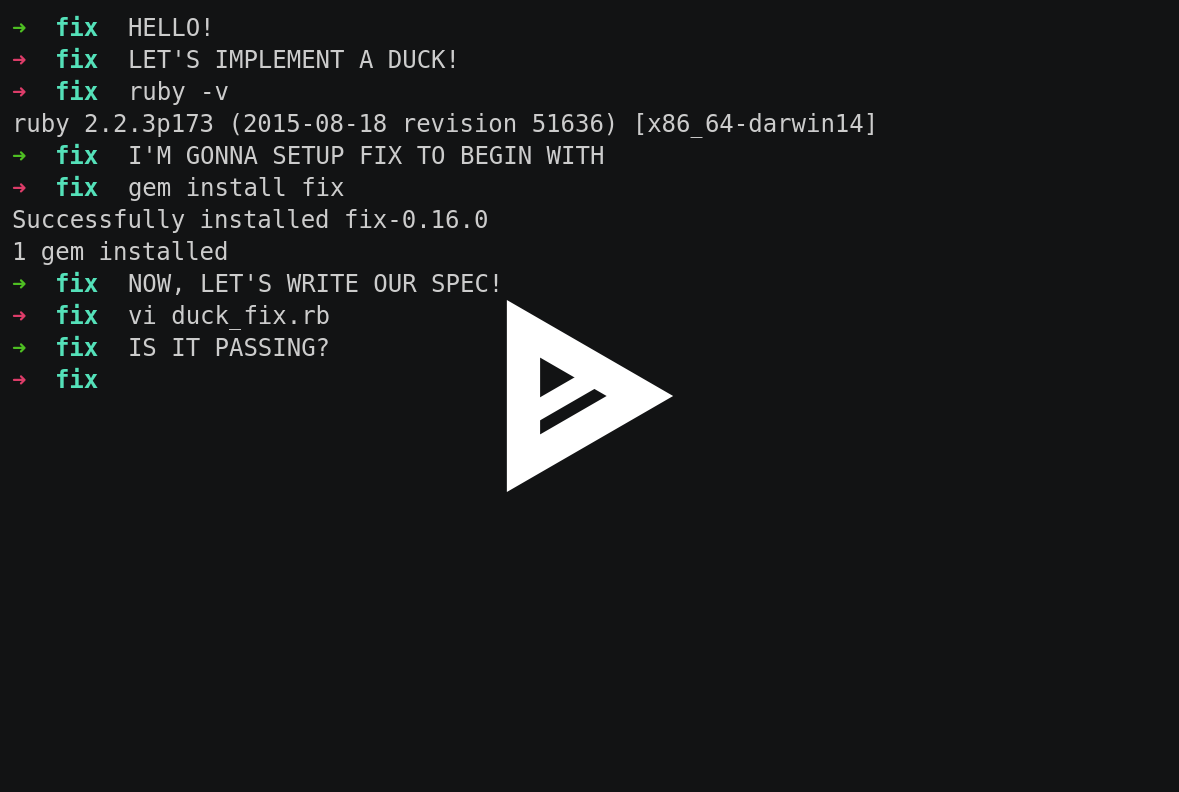 ➜  fix  HELLO!
➜  fix  LET'S IMPLEMENT A DUCK!
➜  fix  ruby -v
ruby 2.2.3p173 (2015-08-18 revision 51636) [x86_64-darwin14]
➜  fix  I'M GONNA SETUP FIX TO BEGIN WITH
➜  fix  gem install fix
Successfully installed fix-0.16.0
1 gem installed
➜  fix  NOW, LET'S WRITE OUR SPEC!
➜  fix  vi duck_fix.rb
➜  fix  IS IT PASSING?
➜  fix